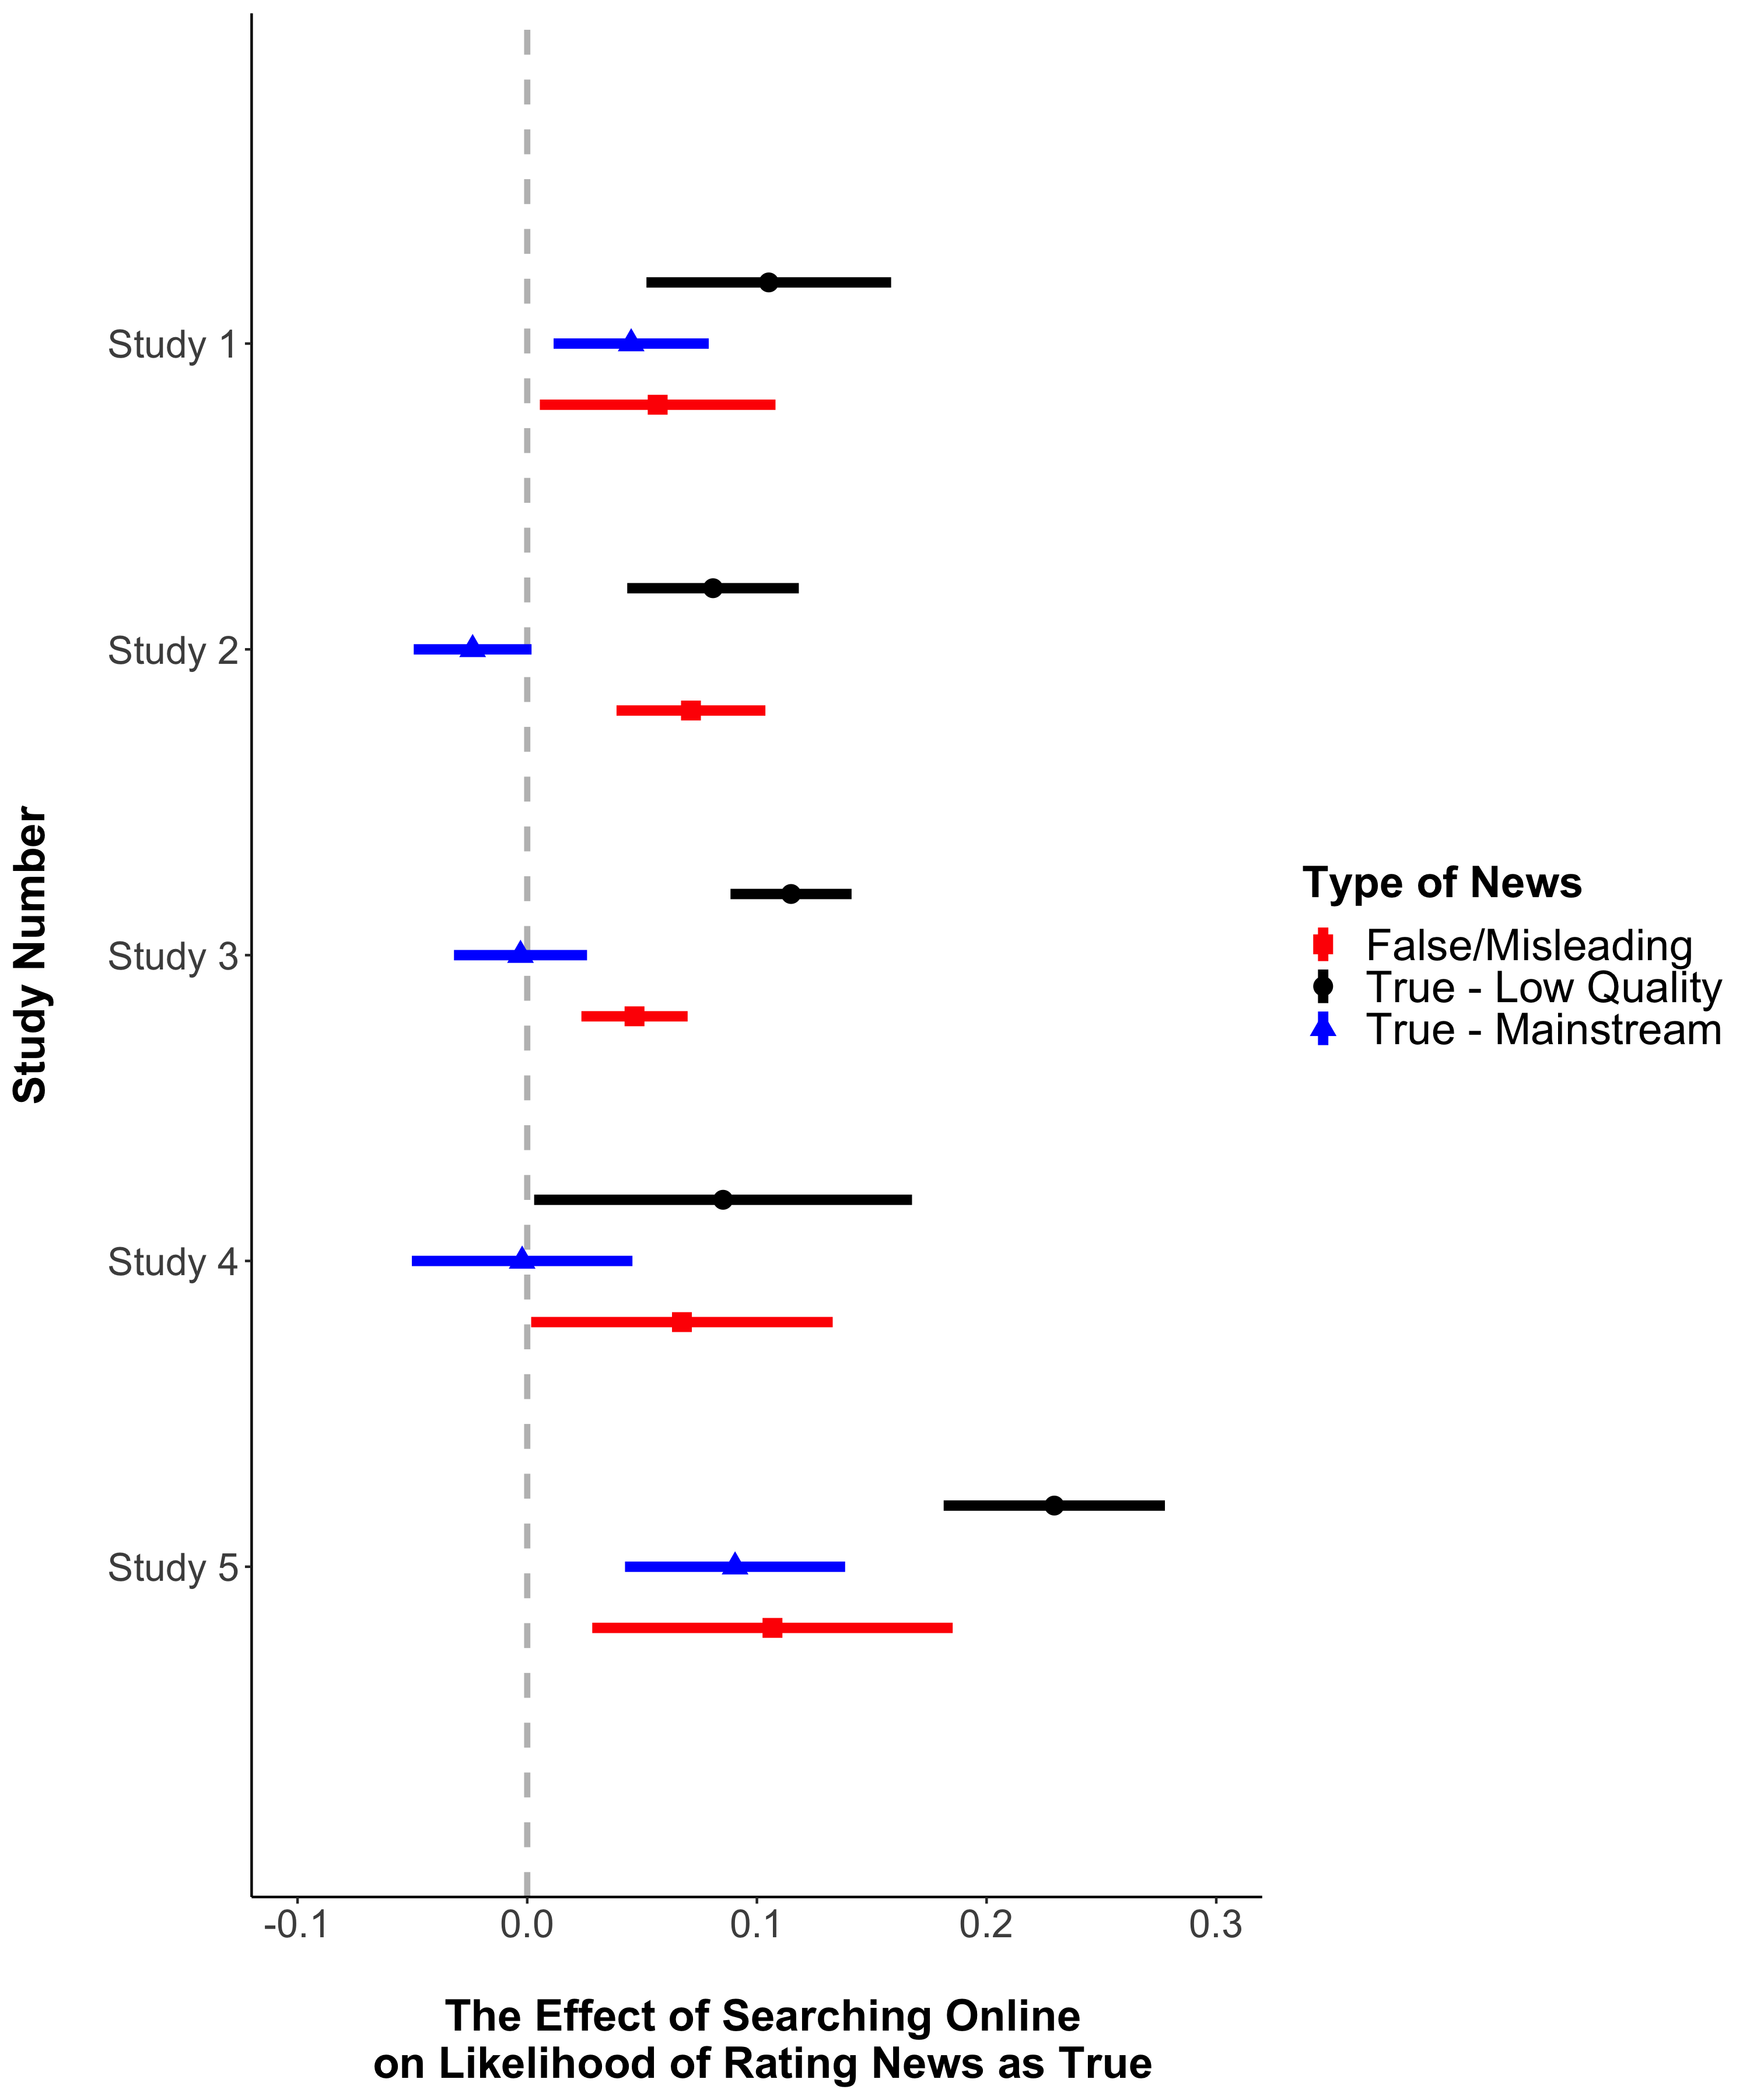 Study Number
Study 1
Study 2
Study 3
Study 4
Study 5
-0.1
0.0
0.1
0.2
0.3
The Effect of Searching Online
on Likelihood of Rating News as True
Type of News
False/Misleading
True - Low Quality
True - Mainstream